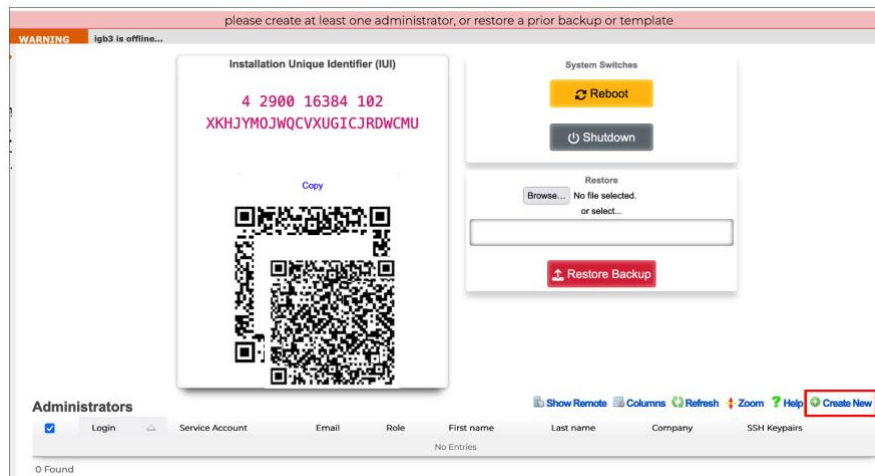 please create at least one administrator, or restore a prior backup or template
WARNING igb3 is offline...
Installation Unique Identifier (IUI)
4 2900 16384 102
XKHJYMOJWQCVXUGICJRDWCMU
Copy
System Switches
Reboot
Shutdown
Restore
Browse... No file selected.
or select...
Restore Backup
Administrators
Show Remote Columns Refresh Zoom ? Help Create New
Login Service Account Email Role First name Last name Company SSH Keypairs
No Entries
0 Found